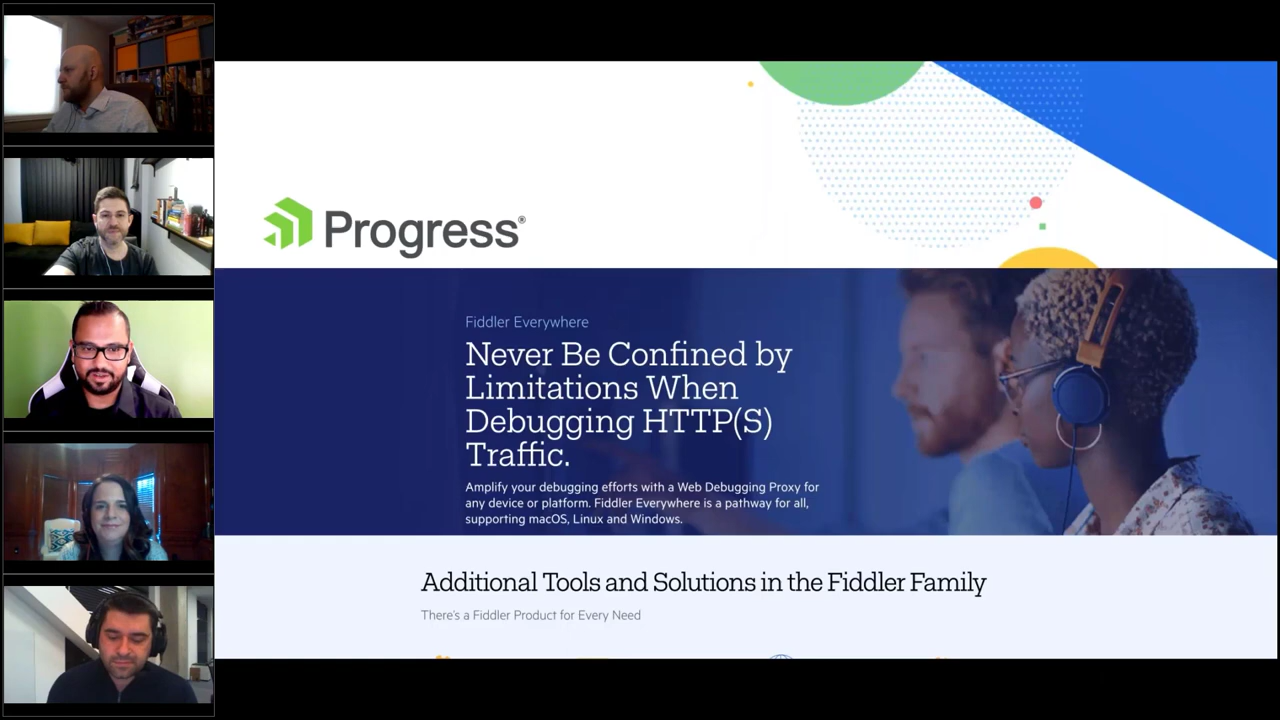 Progress®
Fiddler Everywhere
Never Be Confined by
Limitations When
Debugging HTTP(S)
Traffic.
Amplify your debugging efforts with a Web Debugging Proxy for
any device or platform. Fiddler Everywhere is a pathway for all,
supporting macOS, Linux and Windows.
Additional Tools and Solutions in the Fiddler Family
There's a Fiddler Product for Every Need